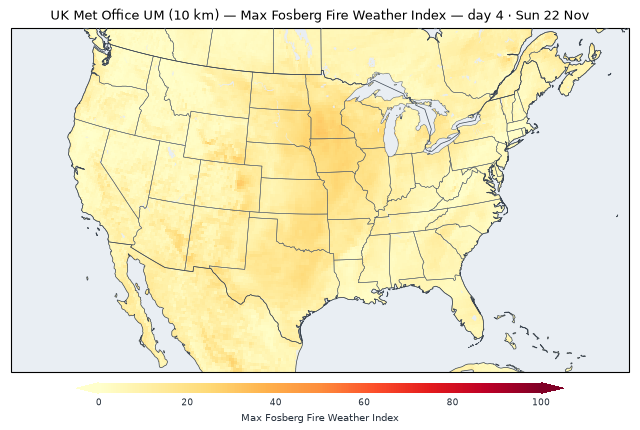 UK Met Office UM (10 km) — Max Fosberg Fire Weather Index — day 4 · Sun 22 Nov
0 20 40 60 80 100
Max Fosberg Fire Weather Index